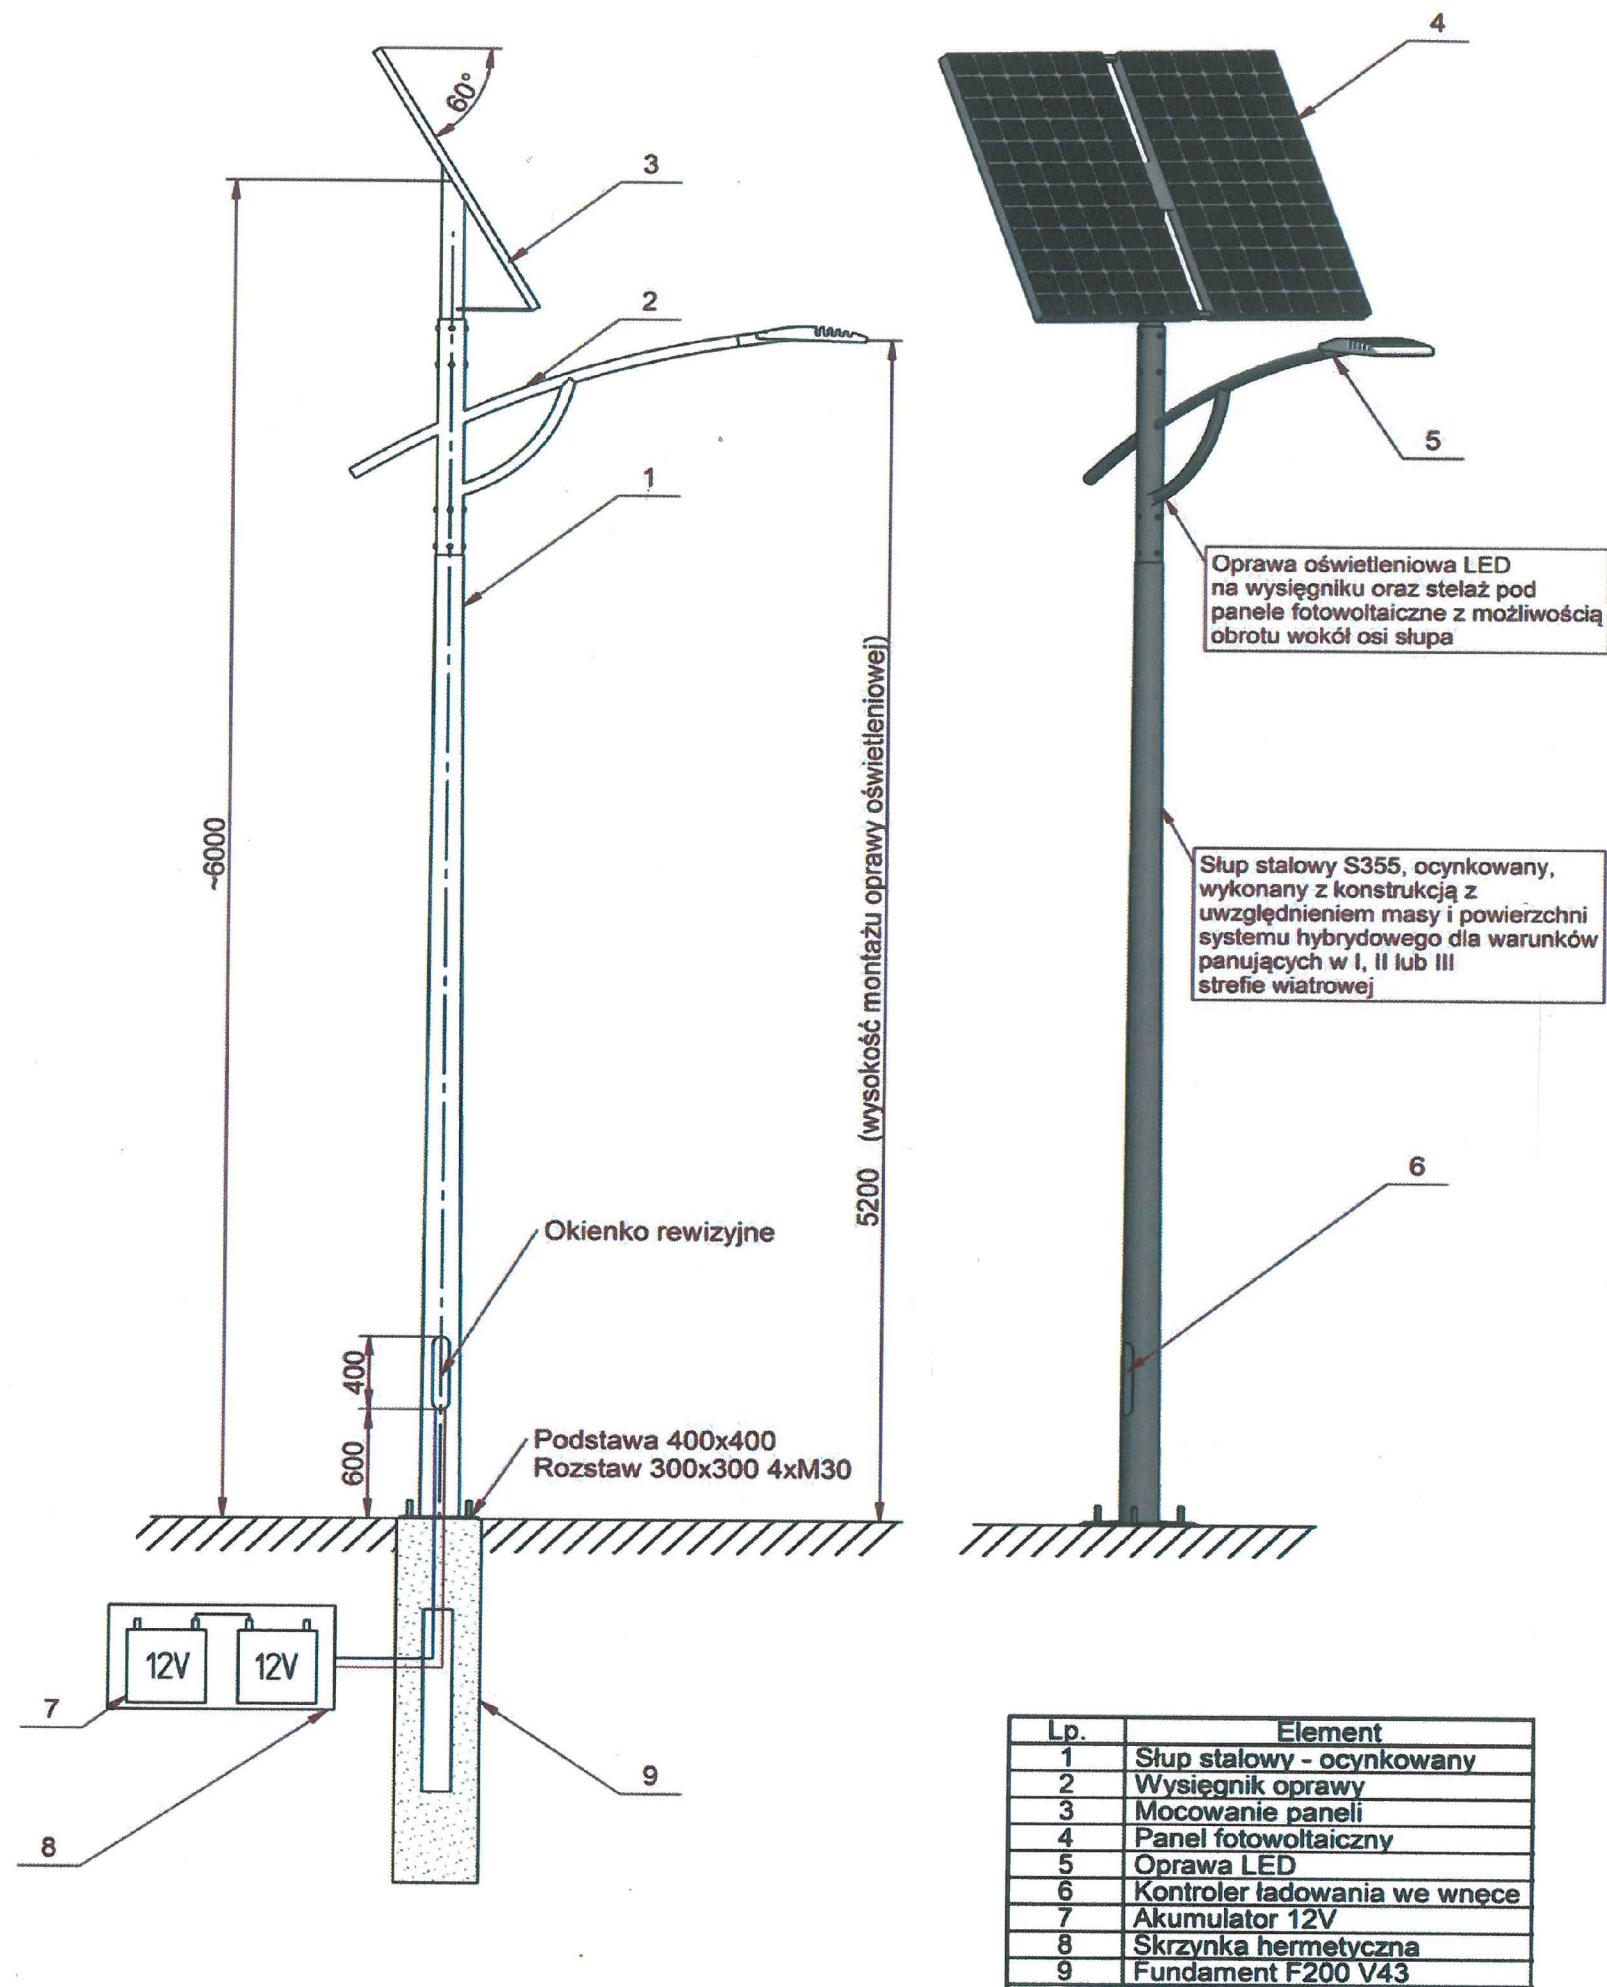 60°
3
2
1
~6000
5200 (wysokość montażu oprawy oświetleniowej)
Okienko rewizyjne
400
600
Podstawa 400x400
Rozstaw 300x300 4xM30
12V
12V
7
8
9
4
5
Oprawa oświetleniowa LED
na wysięgniku oraz stelaż pod
panele fotowoltaiczne z możliwością
obrotu wokół osi słupa
Słup stalowy S355, ocynkowany,
wykonany z konstrukcją z
uwzględnieniem masy i powierzchni
systemu hybrydowego dla warunków
panujących w I, II lub III
strefie wiatrowej
6
Lp. Element
1 Słup stalowy - ocynkowany
2 Wysięgnik oprawy
3 Mocowanie paneli
4 Panel fotowoltaiczny
5 Oprawa LED
6 Kontroler ładowania we wnęce
7 Akumulator 12V
8 Skrzynka hermetyczna
9 Fundament F200 V43